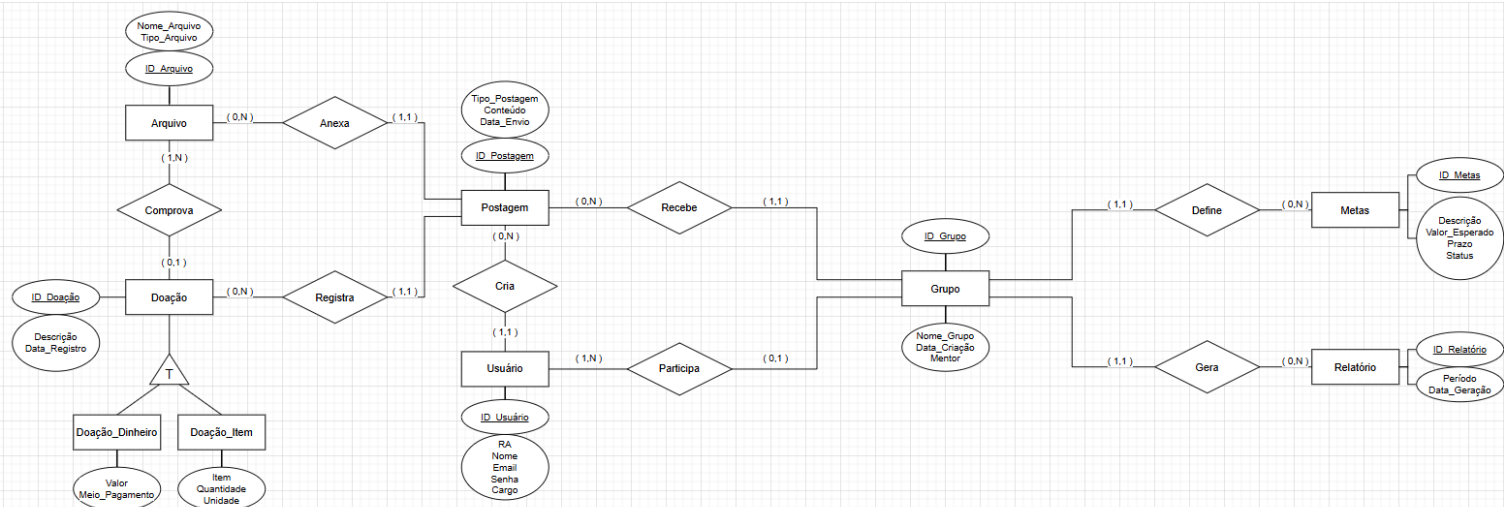 Nome_Arquivo
Tipo_Arquivo
ID_Arquivo
Arquivo
( 0,N )
Anexa
( 1,1 )
( 1,N )
Comprova
( 0,1 )
Tipo_Postagem
Conteúdo
Data_Envio
ID_Postagem
Postagem
( 0,N )
Recebe
( 1,1 )
( 0,N )
Cria
( 1,1 )
ID_Doação
Doação
( 0,N )
Registra
( 1,1 )
Descrição
Data_Registro
T
Doação_Dinheiro
Doação_Item
Valor
Meio_Pagamento
Item
Quantidade
Unidade
Usuário
( 1,N )
Participa
( 0,1 )
ID_Usuário
RA
Nome
Email
Senha
Cargo
ID_Grupo
Grupo
Nome_Grupo
Data_Criação
Mentor
( 1,1 )
Define
( 0,N )
Metas
ID_Metas
Descrição
Valor_Esperado
Prazo
Status
( 1,1 )
Gera
( 0,N )
Relatório
ID_Relatório
Período
Data_Geração